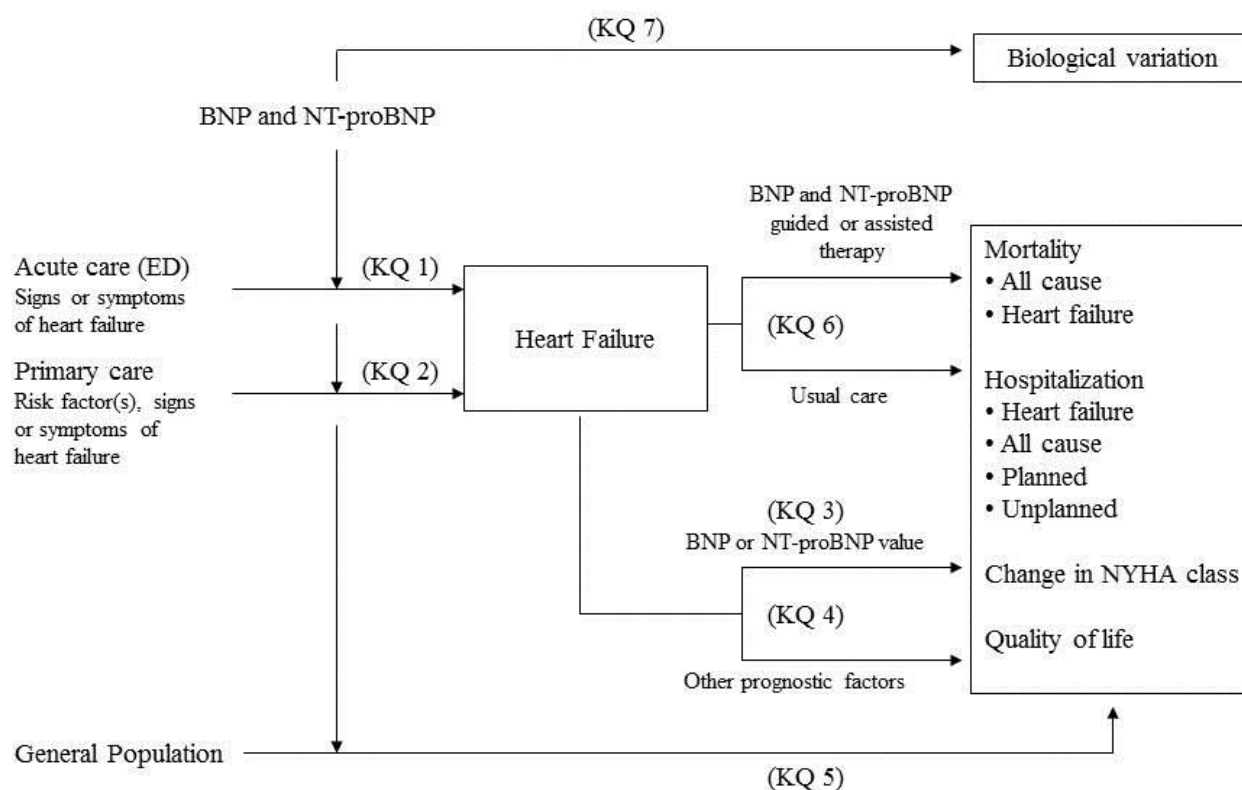 (KQ 7)
Biological variation
BNP and NT-proBNP
BNP and NT-proBNP
guided or assisted
therapy
Acute care (ED)
Signs or symptoms
of heart failure
(KQ 1)
Primary care
Risk factor(s), signs
or symptoms of
heart failure
(KQ 2)
Heart Failure
(KQ 6)
Usual care
Mortality
• All cause
• Heart failure
Hospitalization
• Heart failure
• All cause
• Planned
• Unplanned
Change in NYHA class
Quality of life
(KQ 3)
BNP or NT-proBNP value
(KQ 4)
Other prognostic factors
General Population
(KQ 5)